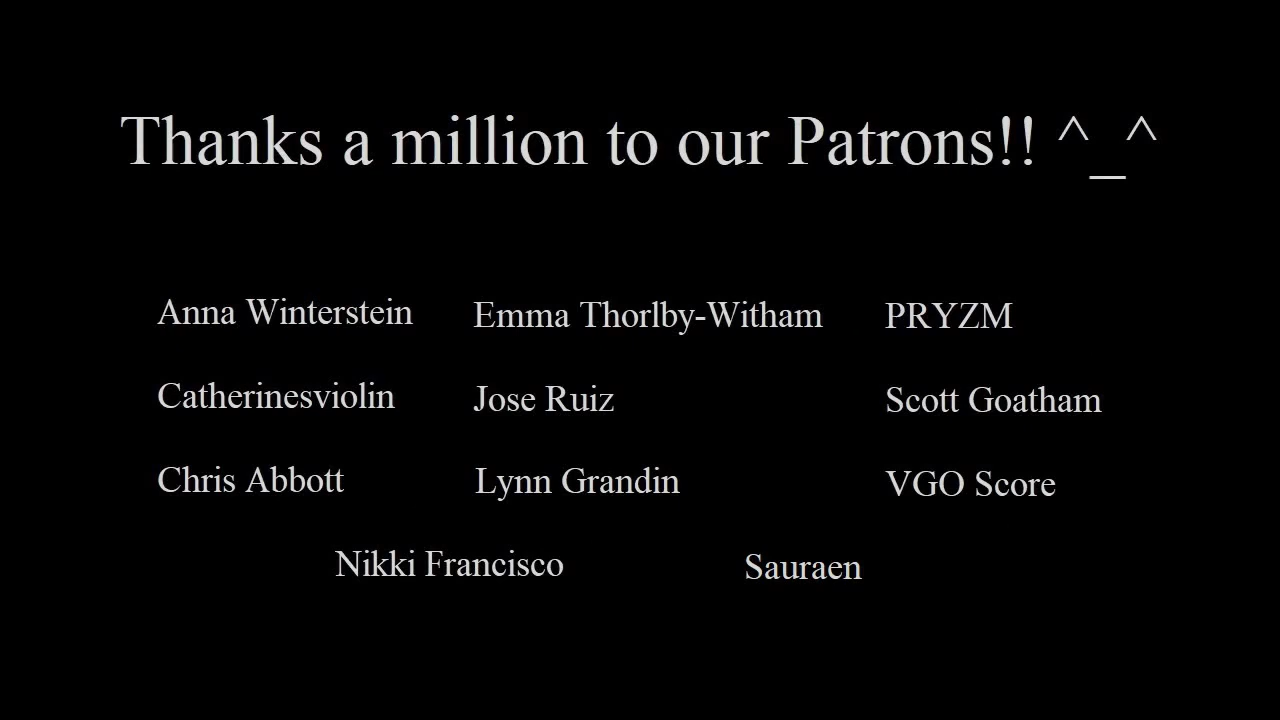 Thanks a million to our Patrons!! ^_^
Anna Winterstein Emma Thorlby-Witham PRYZM
Catherinesviolin Jose Ruiz Scott Goatham
Chris Abbott Lynn Grandin VGO Score
Nikki Francisco Sauraen